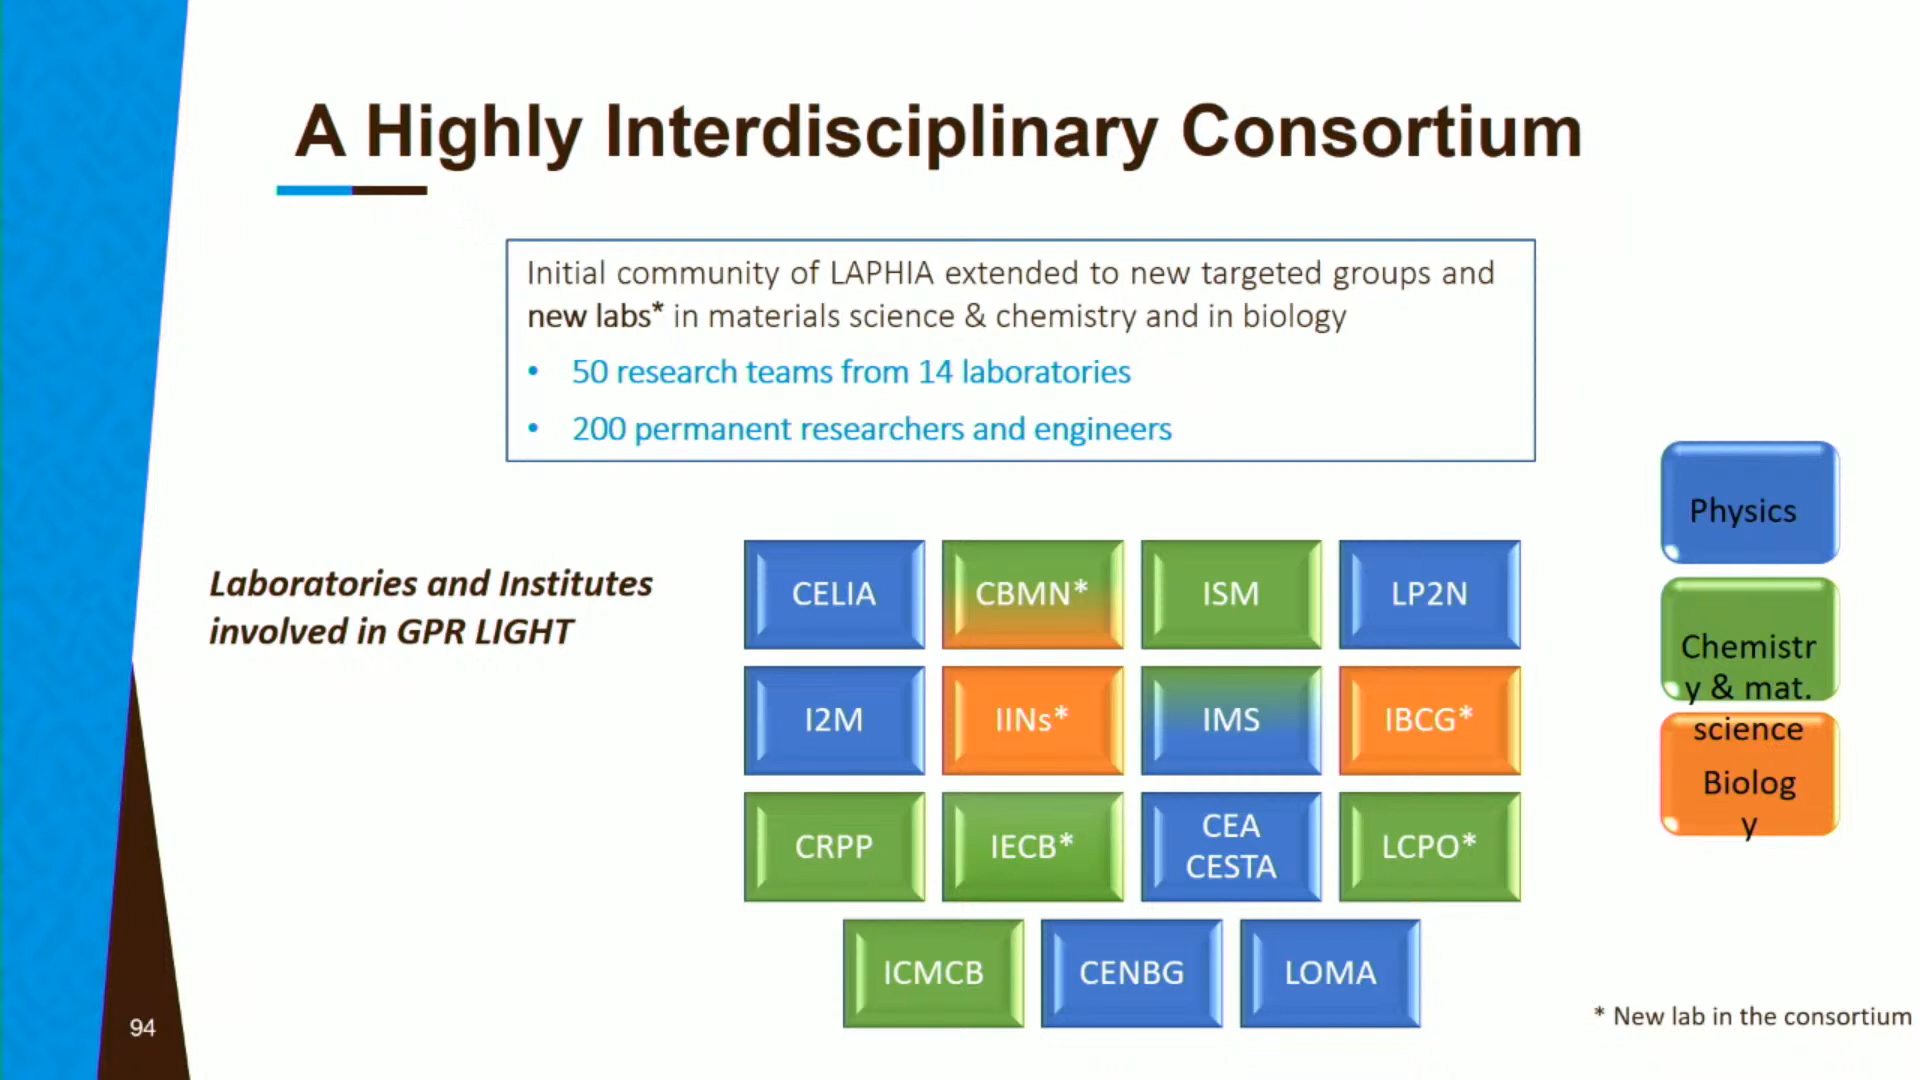 A Highly Interdisciplinary Consortium
Initial community of LAPHIA extended to new targeted groups and
new labs* in materials science & chemistry and in biology
• 50 research teams from 14 laboratories
• 200 permanent researchers and engineers
Laboratories and Institutes
involved in GPR LIGHT
CELIA
CBMN*
ISM
LP2N
I2M
IINs*
IMS
IBCG*
CRPP
IECB*
CEA
CESTA
LCPO*
ICMCB
CENBG
LOMA
Physics
Chemistr
y & mat.
science
Biolog
y
* New lab in the consortium
94